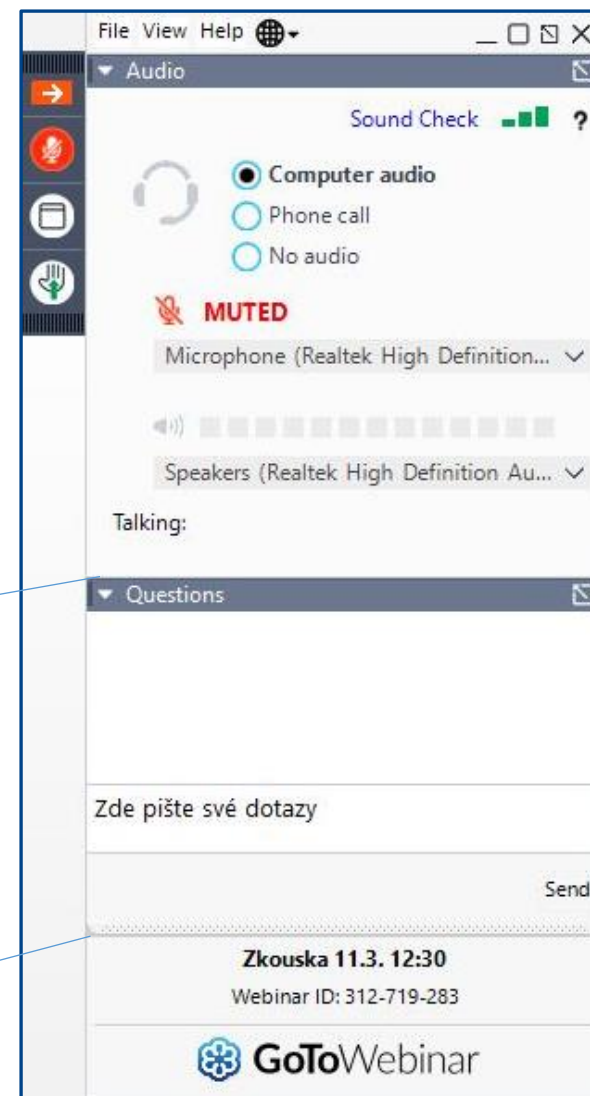 File View Help
Audio
Sound Check ?
Computer audio
Phone call
No audio
MUTED
Microphone (Realtek High Definition...
Speakers (Realtek High Definition Au...
Talking:
Questions
Zde pište své dotazy
Send
Zkouska 11.3. 12:30
Webinar ID: 312-719-283
GoToWebinar